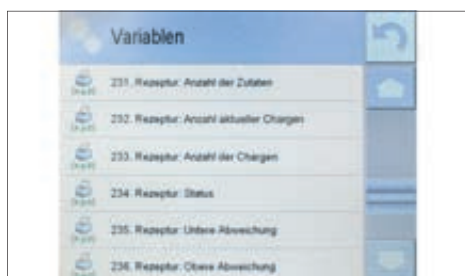 Variablen
231. Rezeptur: Anzahl der Zutaten
232. Rezeptur: Anzahl aktueller Chargen
233. Rezeptur: Anzahl der Chargen
234. Rezeptur: Status
235. Rezeptur: Untere Abweichung
236. Rezeptur: Obere Abweichung